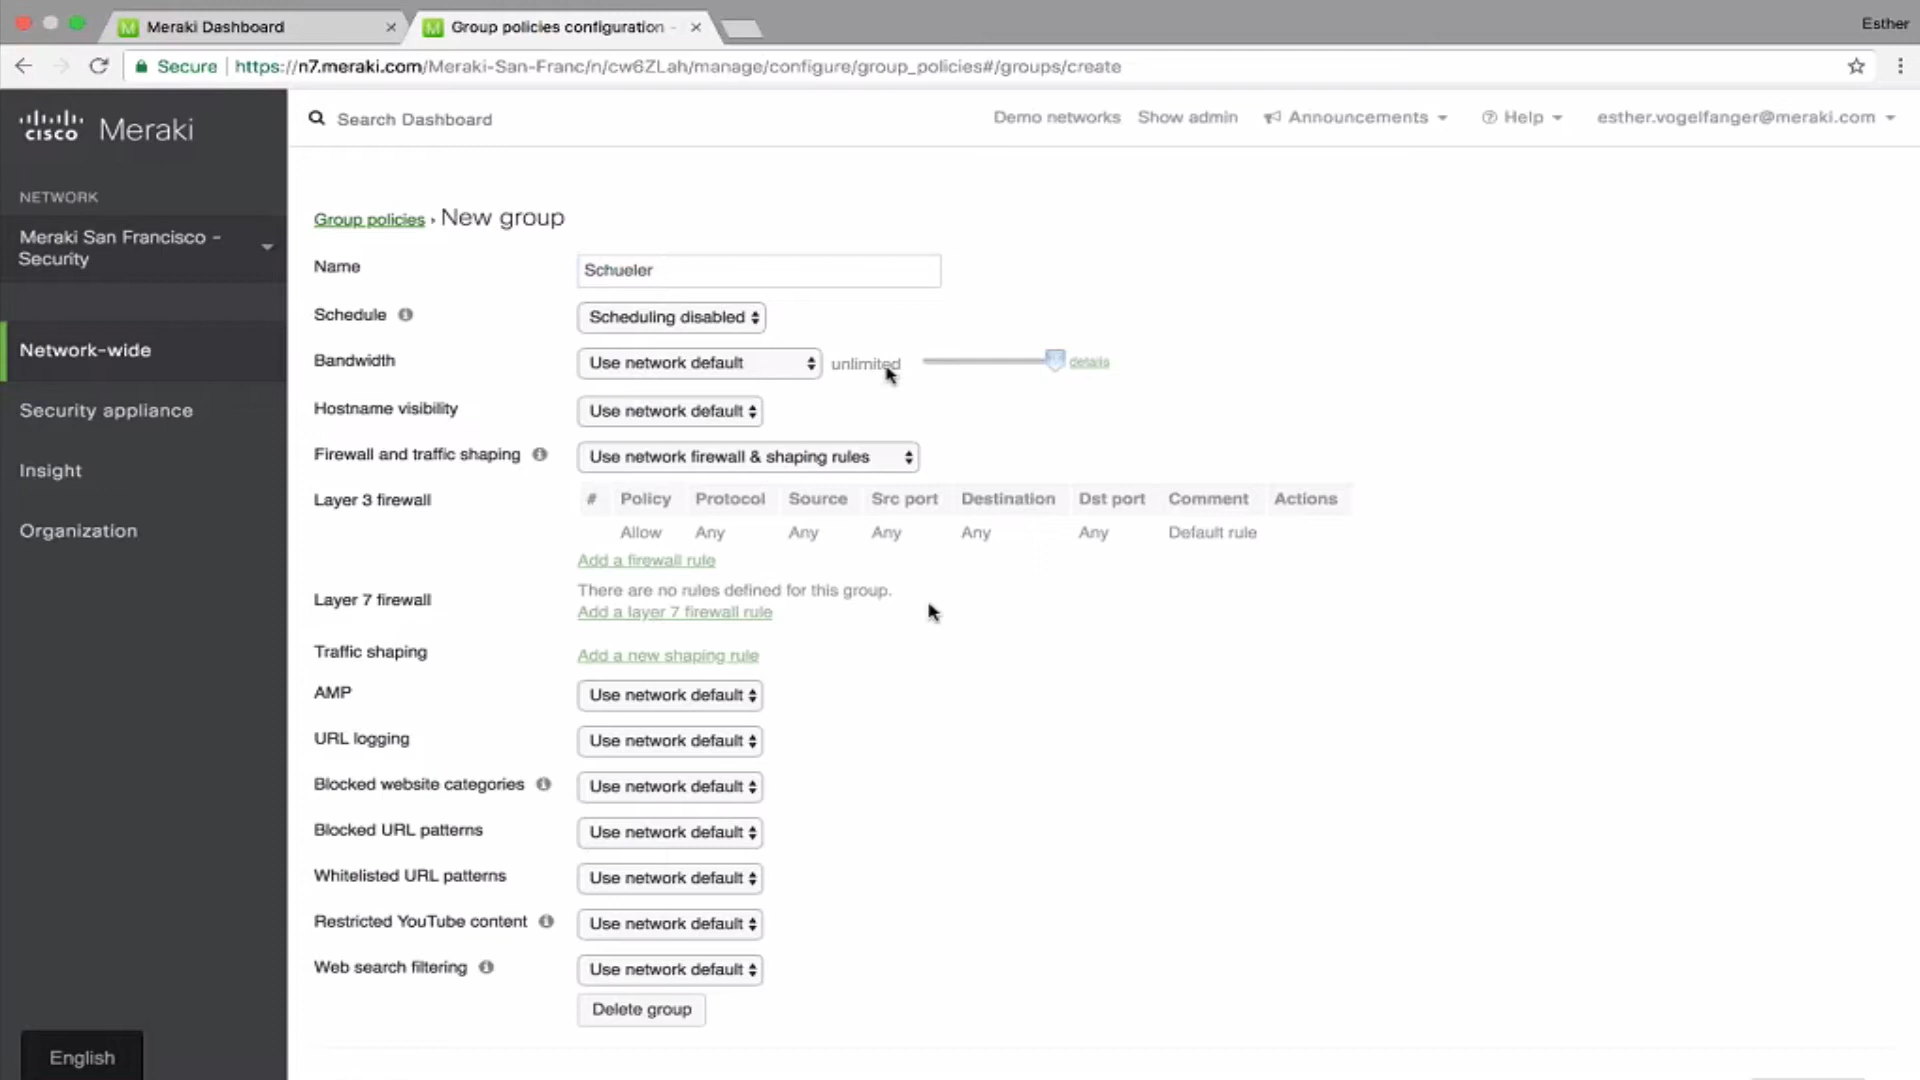 Meraki Dashboard
Group policies configuration -
Esther
Secure https://n7.meraki.com/Meraki-San-Franc/n/cw6ZLah/manage/configure/group_policies#/groups/create
cisco Meraki
Search Dashboard
Demo networks Show admin Announcements Help esther.vogelfanger@meraki.com
NETWORK
Meraki San Francisco -
Security
Network-wide
Security appliance
Insight
Organization
English
Group policies › New group
Name Schueler
Schedule Scheduling disabled
Bandwidth Use network default unlimited details
Hostname visibility Use network default
Firewall and traffic shaping Use network firewall & shaping rules
Layer 3 firewall # Policy Protocol Source Src port Destination Dst port Comment Actions
Allow Any Any Any Any Any Default rule
Add a firewall rule
Layer 7 firewall There are no rules defined for this group.
Add a layer 7 firewall rule
Traffic shaping Add a new shaping rule
AMP Use network default
URL logging Use network default
Blocked website categories Use network default
Blocked URL patterns Use network default
Whitelisted URL patterns Use network default
Restricted YouTube content Use network default
Web search filtering Use network default
Delete group